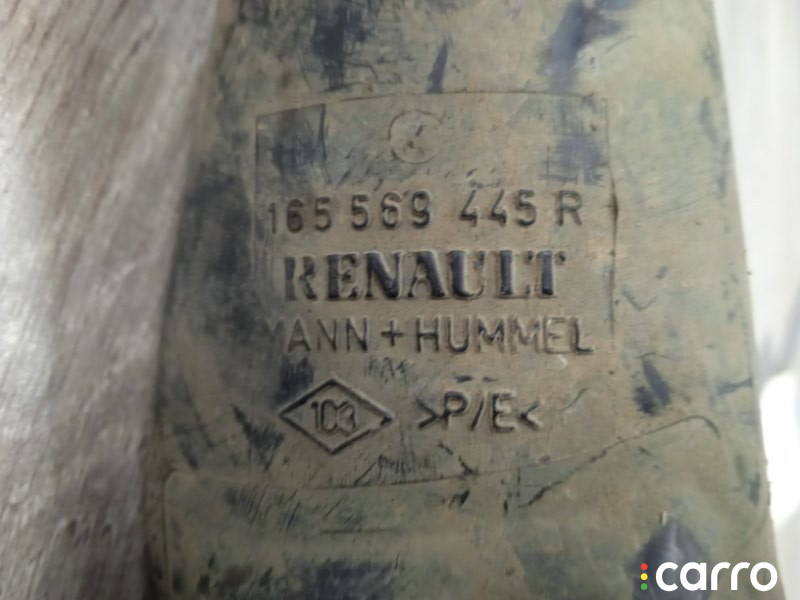 165 569 445 R
RENAULT
MANN+HUMMEL
103 >P/E<
carro